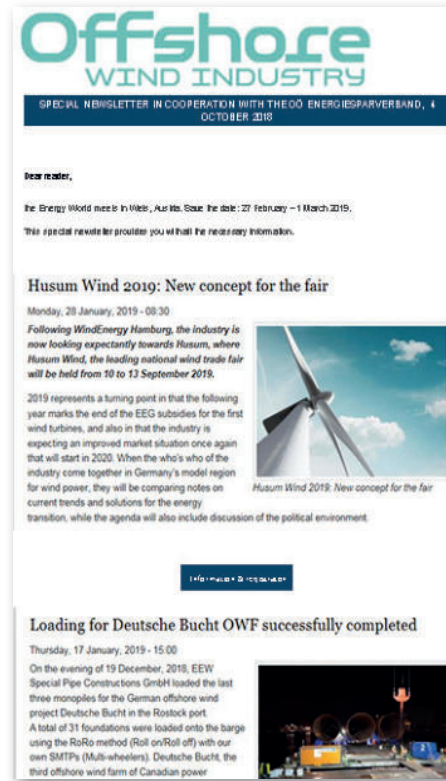 Offshore
WIND INDUSTRY
SPECIAL NEWSLETTER IN COOPERATION WITH THE OÖ ENERGIESPARVERBAND, 4
OCTOBER 2018
Dear reader,
the Energy World meets in Wels, Austria. Save the date: 27 February – 1 March 2019.
This special newsletter provides you with all the necessary information.
Husum Wind 2019: New concept for the fair
Monday, 28 January, 2019 - 08:30
Following WindEnergy Hamburg, the industry is
now looking expectantly towards Husum, where
Husum Wind, the leading national wind trade fair
will be held from 10 to 13 September 2019.
2019 represents a turning point in that the following
year marks the end of the EEG subsidies for the first
wind turbines, and also in that the industry is
expecting an improved market situation once again
that will start in 2020. When the who's who of the
industry come together in Germany's model region
for wind power, they will be comparing notes on
current trends and solutions for the energy
transition, while the agenda will also include discussion of the political environment.
Husum Wind 2019: New concept for the fair
Information & registration
Loading for Deutsche Bucht OWF successfully completed
Thursday, 17 January, 2019 - 15:00
On the evening of 19 December, 2018, EEW
Special Pipe Constructions GmbH loaded the last
three monopiles for the German offshore wind
project Deutsche Bucht in the Rostock port.
A total of 31 foundations were loaded onto the barge
using the RoRo method (Roll on/Roll off) with our
own SMTPs (Multi-wheelers). Deutsche Bucht, the
third offshore wind farm of Canadian power